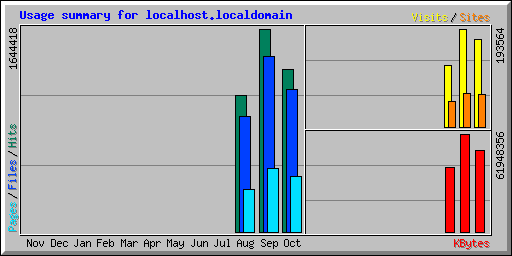 Usage summary for localhost.localdomain
Visits / Sites
1644418
193564
Pages / Files / Hits
61948356
Nov Dec Jan Feb Mar Apr May Jun Jul Aug Sep Oct
KBytes